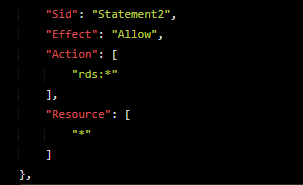 "Sid": "Statement2",
"Effect": "Allow",
"Action": [
"rds:*"
],
"Resource": [
"*"
]
},